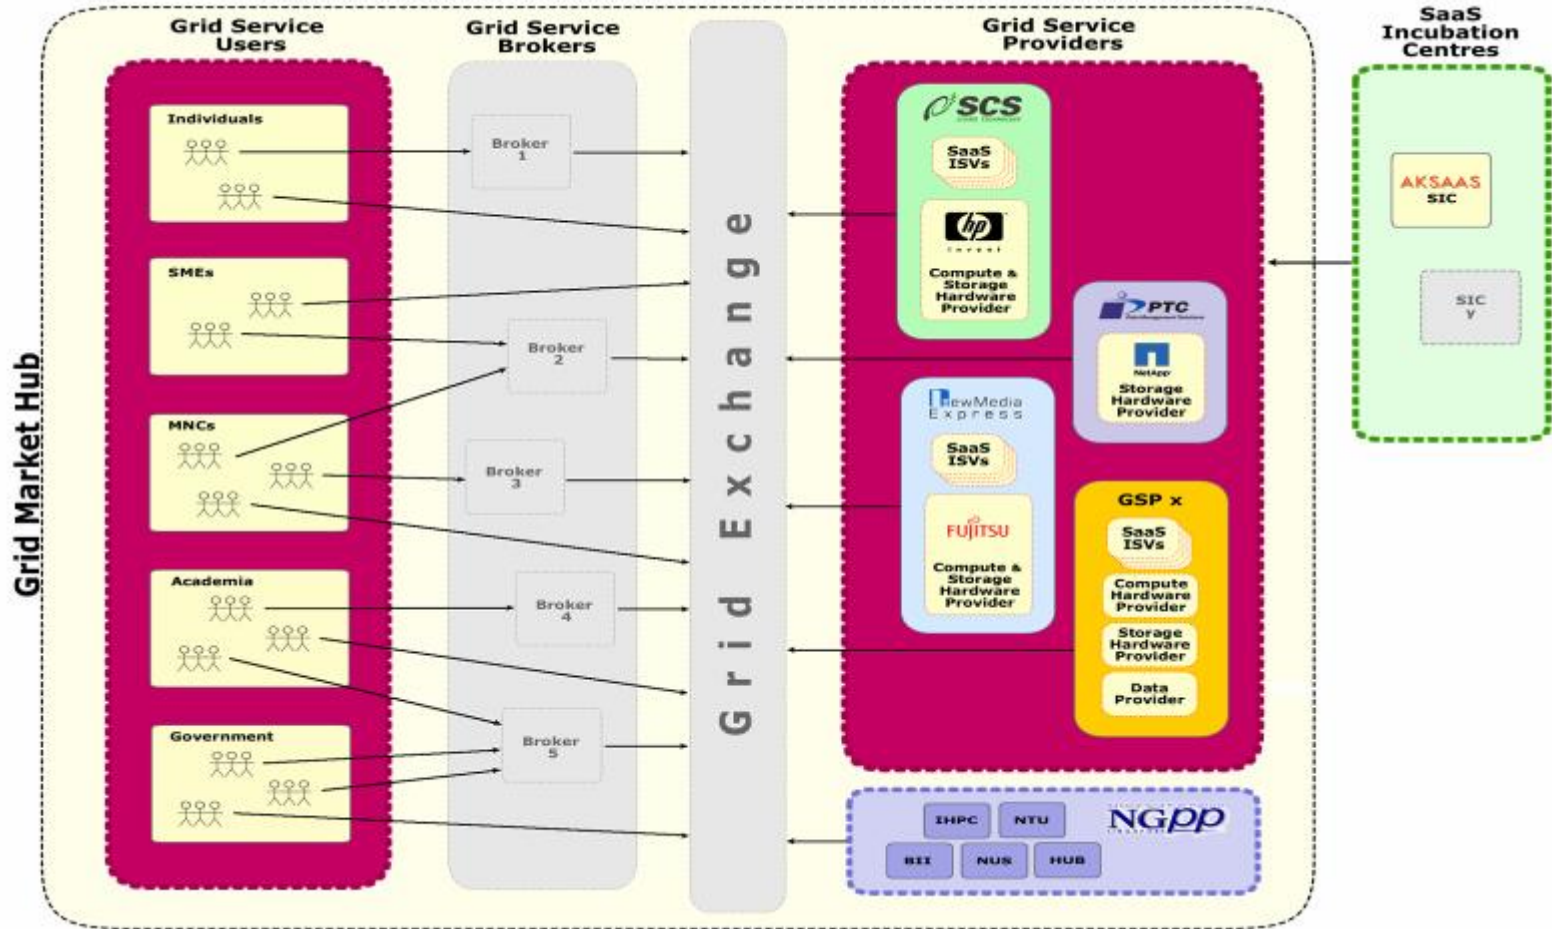 Grid Market Hub
Grid Service
Users
Individuals
SMEs
MNCs
Academia
Government
Grid Service
Brokers
Broker
1
Broker
2
Broker
3
Broker
4
Broker
5
Grid Exchange
Grid Service
Providers
SCS
SaaS
ISVs
hp
invent
Compute &
Storage
Hardware
Provider
PTC
NetApp
Storage
Hardware
Provider
NewMedia
Express
SaaS
ISVs
FUJITSU
Compute &
Storage
Hardware
Provider
GSP x
SaaS
ISVs
Compute
Hardware
Provider
Storage
Hardware
Provider
Data
Provider
IHPC
NTU
NGPP
BII
NUS
HUB
SaaS
Incubation
Centres
AKSAAS
SIC
SIC
y